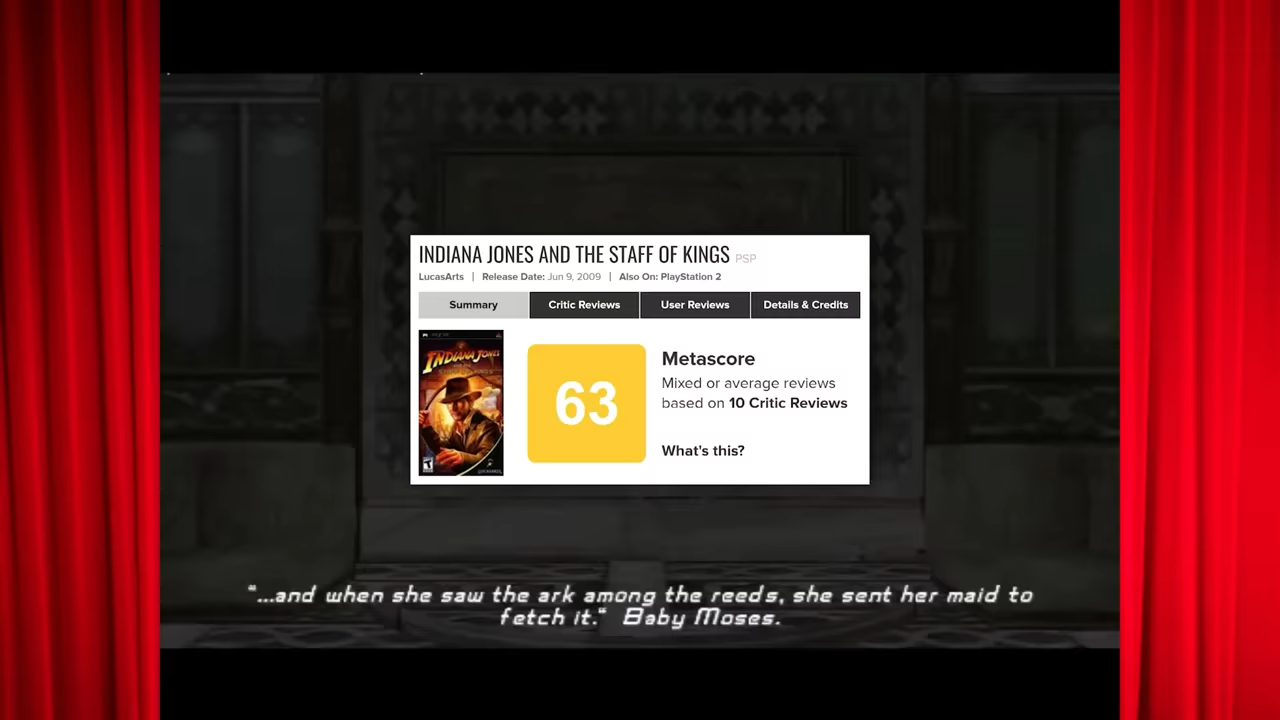 INDIANA JONES AND THE STAFF OF KINGS PSP
LucasArts | Release Date: Jun 9, 2009 | Also On: PlayStation 2
Summary Critic Reviews User Reviews Details & Credits
INDIANA JONES
63
Metascore
Mixed or average reviews
based on 10 Critic Reviews
What's this?
"...and when she saw the ark among the reeds, she sent her maid to
fetch it." Baby Moses.